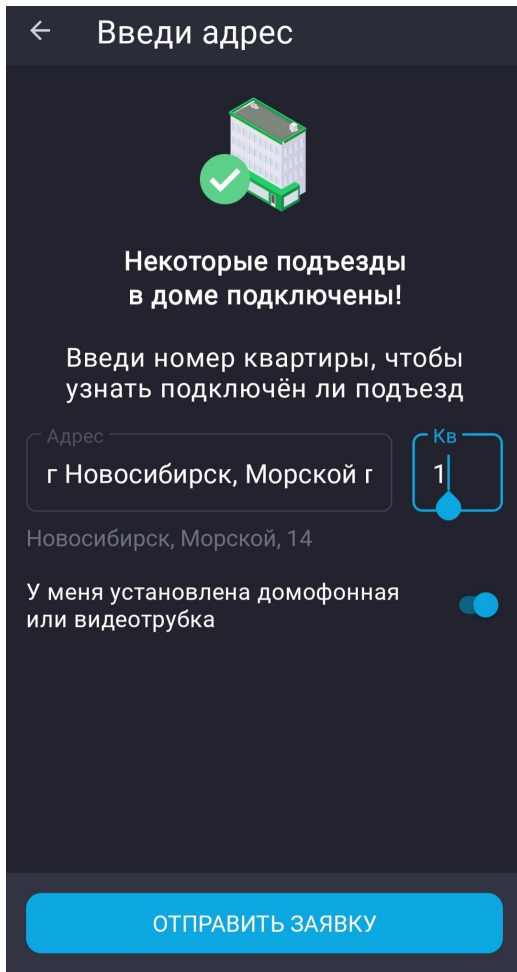 Введи адрес
Некоторые подъезды
в доме подключены!
Введи номер квартиры, чтобы
узнать подключён ли подъезд
Адрес
Кв
г Новосибирск, Морской г
1
Новосибирск, Морской, 14
У меня установлена домофонная
или видеотрубка
ОТПРАВИТЬ ЗАЯВКУ